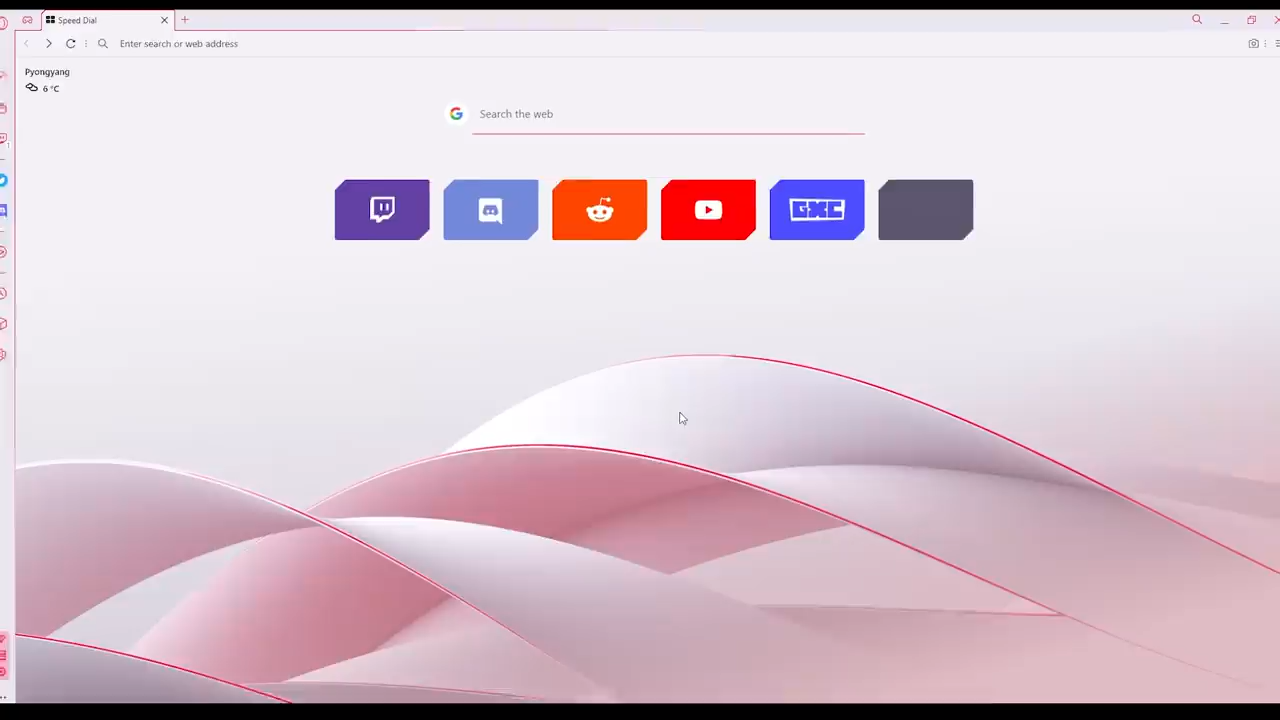 Speed Dial
Enter search or web address
Pyongyang
6 °C
Search the web
GXC